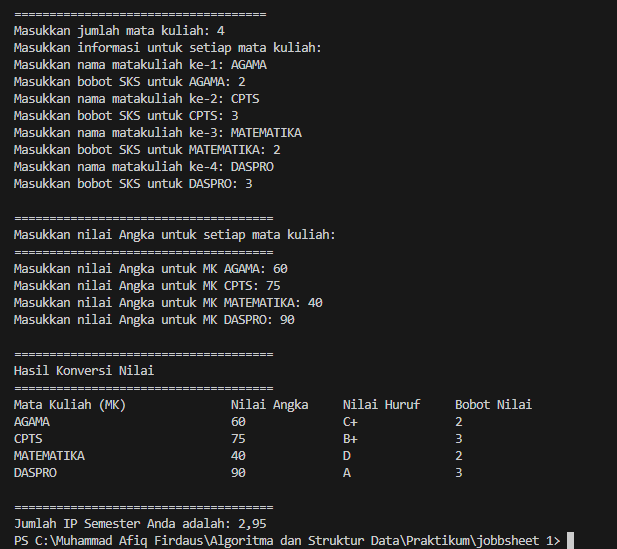 ====================================
Masukkan jumlah mata kuliah: 4
Masukkan informasi untuk setiap mata kuliah:
Masukkan nama matakuliah ke-1: AGAMA
Masukkan bobot SKS untuk AGAMA: 2
Masukkan nama matakuliah ke-2: CPTS
Masukkan bobot SKS untuk CPTS: 3
Masukkan nama matakuliah ke-3: MATEMATIKA
Masukkan bobot SKS untuk MATEMATIKA: 2
Masukkan nama matakuliah ke-4: DASPRO
Masukkan bobot SKS untuk DASPRO: 3
=====================================
Masukkan nilai Angka untuk setiap mata kuliah:
=====================================
Masukkan nilai Angka untuk MK AGAMA: 60
Masukkan nilai Angka untuk MK CPTS: 75
Masukkan nilai Angka untuk MK MATEMATIKA: 40
Masukkan nilai Angka untuk MK DASPRO: 90
=====================================
Hasil Konversi Nilai
=====================================
Mata Kuliah (MK) Nilai Angka Nilai Huruf Bobot Nilai
AGAMA 60 C+ 2
CPTS 75 B+ 3
MATEMATIKA 40 D 2
DASPRO 90 A 3
=====================================
Jumlah IP Semester Anda adalah: 2,95
PS C:\Muhammad Afiq Firdaus\Algoritma dan Struktur Data\Praktikum\jobbsheet 1>